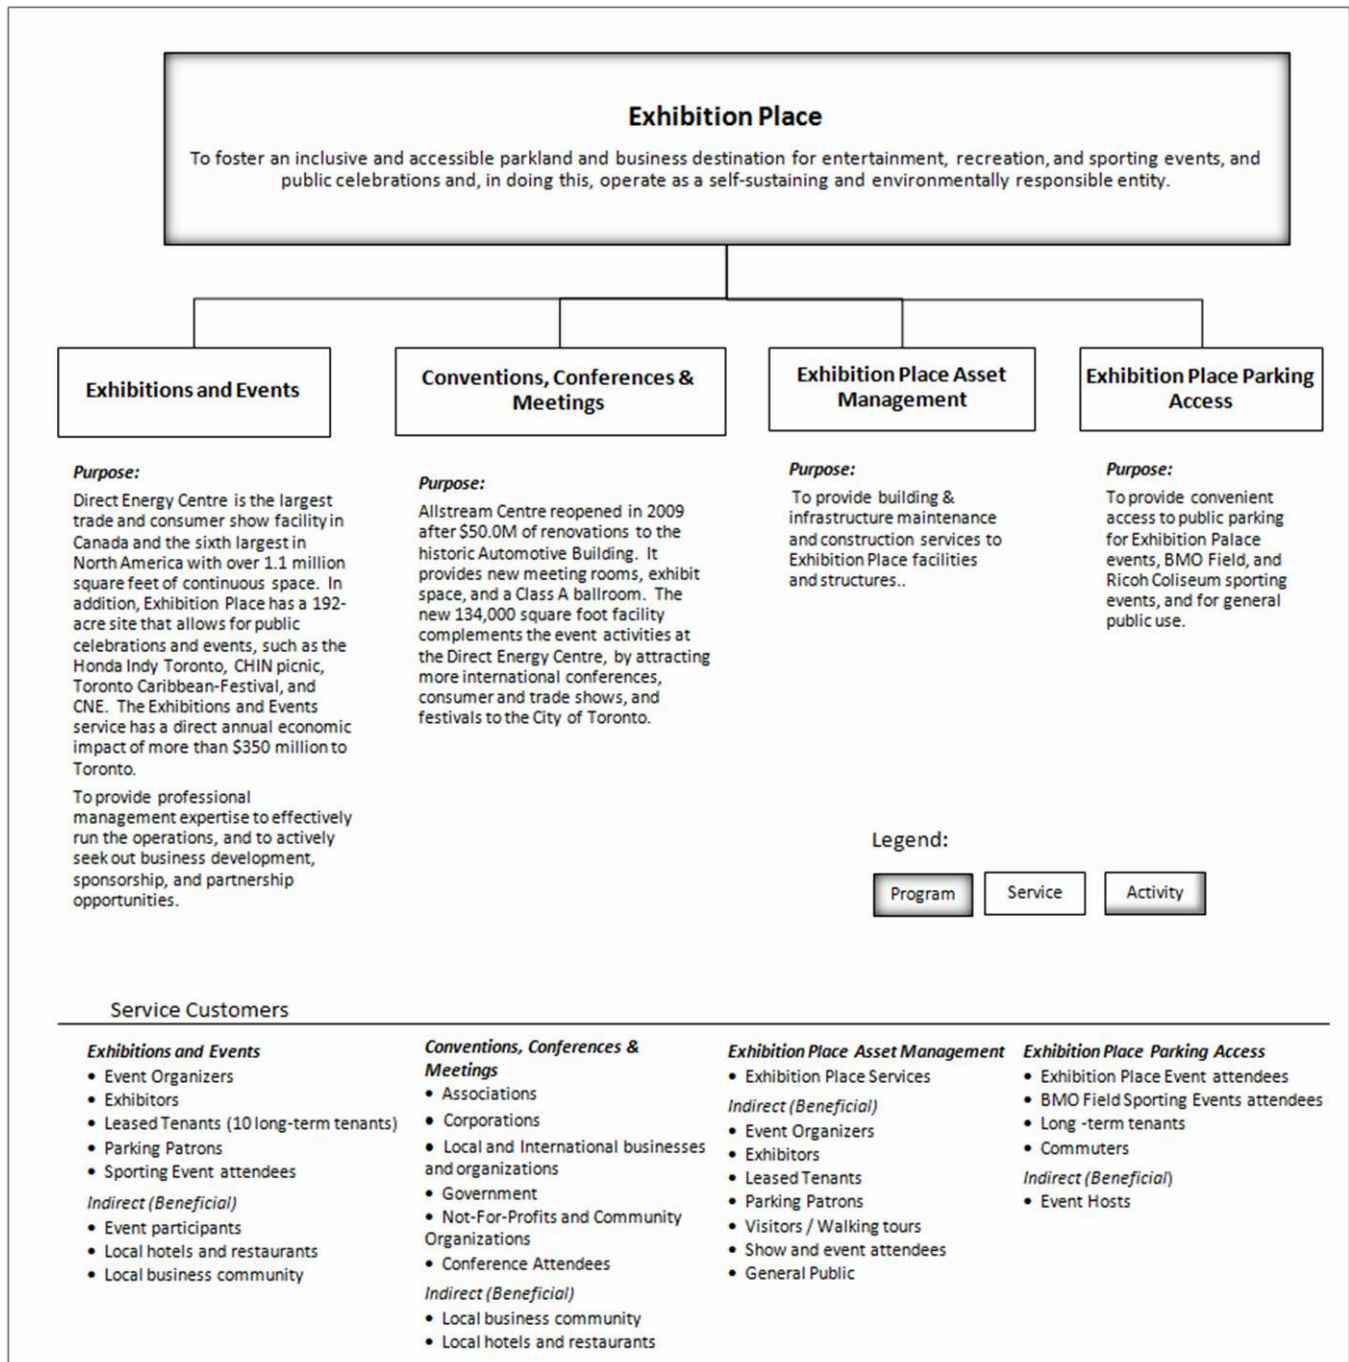 Exhibition Place
To foster an inclusive and accessible parkland and business destination for entertainment, recreation, and sporting events, and
public celebrations and, in doing this, operate as a self-sustaining and environmentally responsible entity.
Exhibitions and Events
Purpose:
Direct Energy Centre is the largest
trade and consumer show facility in
Canada and the sixth largest in
North America with over 1.1 million
square feet of continuous space. In
addition, Exhibition Place has a 192-
acre site that allows for public
celebrations and events, such as the
Honda Indy Toronto, CHIN picnic,
Toronto Caribbean-Festival, and
CNE. The Exhibitions and Events
service has a direct annual economic
impact of more than $350 million to
Toronto.
To provide professional
management expertise to effectively
run the operations, and to actively
seek out business development,
sponsorship, and partnership
opportunities.
Conventions, Conferences &
Meetings
Purpose:
Allstream Centre reopened in 2009
after $50.0M of renovations to the
historic Automotive Building. It
provides new meeting rooms, exhibit
space, and a Class A ballroom. The
new 134,000 square foot facility
complements the event activities at
the Direct Energy Centre, by attracting
more international conferences,
consumer and trade shows, and
festivals to the City of Toronto.
Exhibition Place Asset
Management
Purpose:
To provide building &
infrastructure maintenance
and construction services to
Exhibition Place facilities
and structures..
Exhibition Place Parking
Access
Purpose:
To provide convenient
access to public parking
for Exhibition Palace
events, BMO Field, and
Ricoh Coliseum sporting
events, and for general
public use.
Legend:
Program
Service
Activity
Service Customers
Exhibitions and Events
• Event Organizers
• Exhibitors
• Leased Tenants (10 long-term tenants)
• Parking Patrons
• Sporting Event attendees
Indirect (Beneficial)
• Event participants
• Local hotels and restaurants
• Local business community
Conventions, Conferences &
Meetings
• Associations
• Corporations
• Local and International businesses
and organizations
• Government
• Not-For-Profits and Community
Organizations
• Conference Attendees
Indirect (Beneficial)
• Local business community
• Local hotels and restaurants
Exhibition Place Asset Management
• Exhibition Place Services
Indirect (Beneficial)
• Event Organizers
• Exhibitors
• Leased Tenants
• Parking Patrons
• Visitors / Walking tours
• Show and event attendees
• General Public
Exhibition Place Parking Access
• Exhibition Place Event attendees
• BMO Field Sporting Events attendees
• Long -term tenants
• Commuters
Indirect (Beneficial)
• Event Hosts